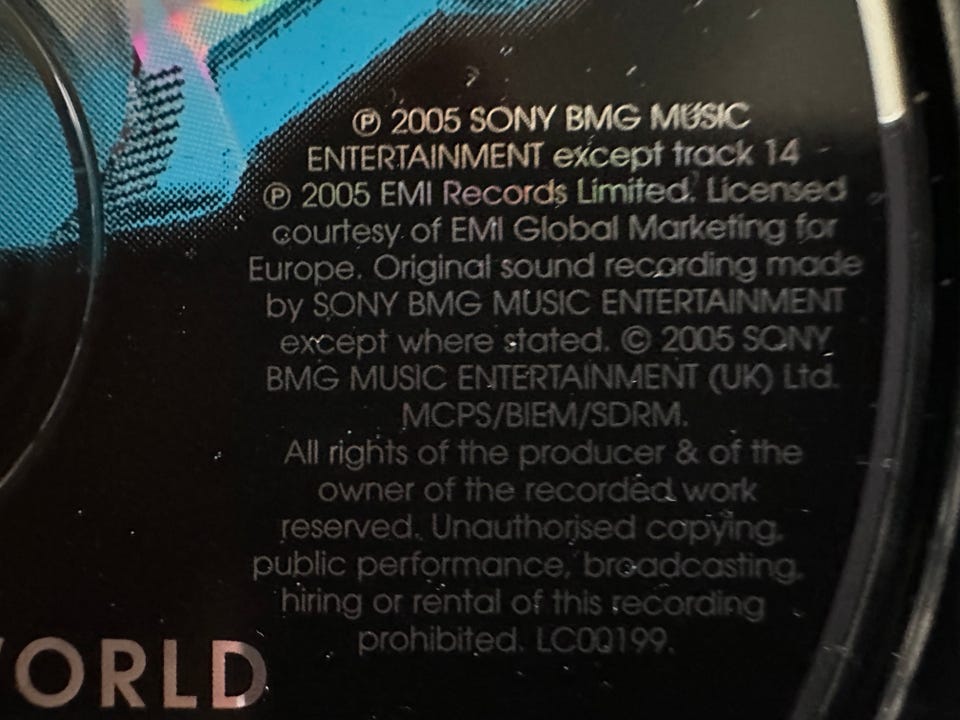 ℗ 2005 SONY BMG MUSIC
ENTERTAINMENT except track 14
℗ 2005 EMI Records Limited. Licensed
courtesy of EMI Global Marketing for
Europe. Original sound recording made
by SONY BMG MUSIC ENTERTAINMENT
except where stated. © 2005 SONY
BMG MUSIC ENTERTAINMENT (UK) Ltd.
MCPS/BIEM/SDRM.
All rights of the producer & of the
owner of the recorded work
reserved. Unauthorised copying,
public performance, broadcasting,
hiring or rental of this recording
prohibited. LC00199.
WORLD